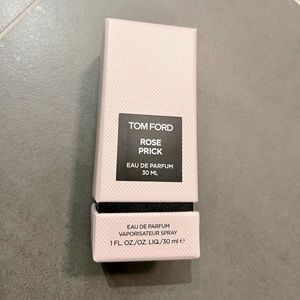 TOM FORD
ROSE
PRICK
EAU DE PARFUM
30 ML
EAU DE PARFUM
VAPORISATEUR SPRAY
1 FL. OZ./OZ. LIQ./30 ml ℮